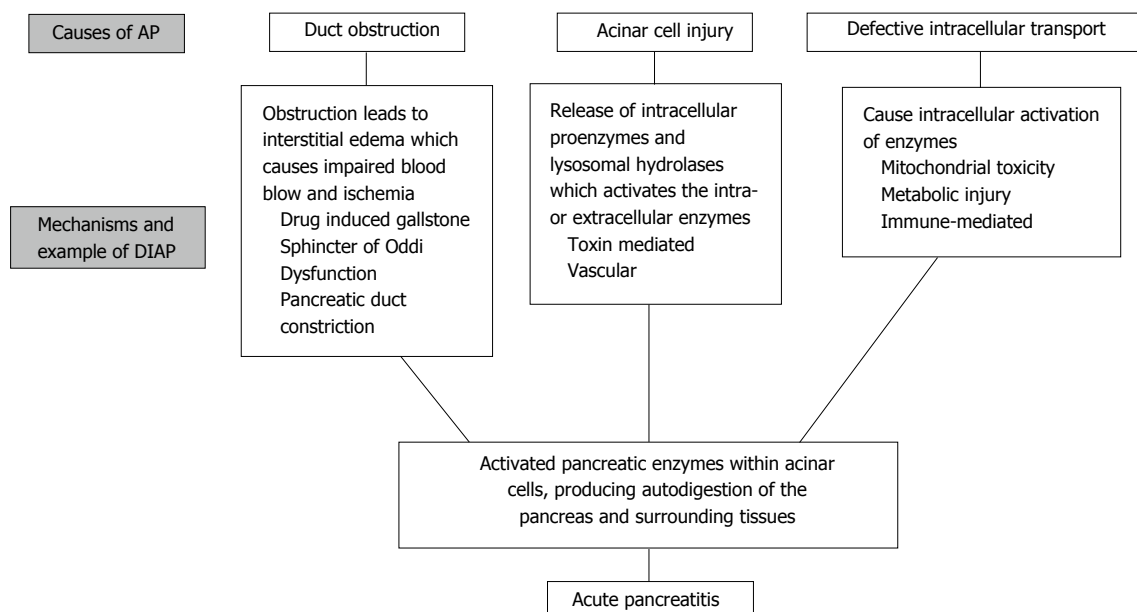 Causes of AP
Duct obstruction
Acinar cell injury
Defective intracellular transport
Mechanisms and
example of DIAP
Obstruction leads to
interstitial edema which
causes impaired blood
blow and ischemia
Drug induced gallstone
Sphincter of Oddi
Dysfunction
Pancreatic duct
constriction
Release of intracellular
proenzymes and
lysosomal hydrolases
which activates the intra-
or extracellular enzymes
Toxin mediated
Vascular
Cause intracellular activation
of enzymes
Mitochondrial toxicity
Metabolic injury
Immune-mediated
Activated pancreatic enzymes within acinar
cells, producing autodigestion of the
pancreas and surrounding tissues
Acute pancreatitis